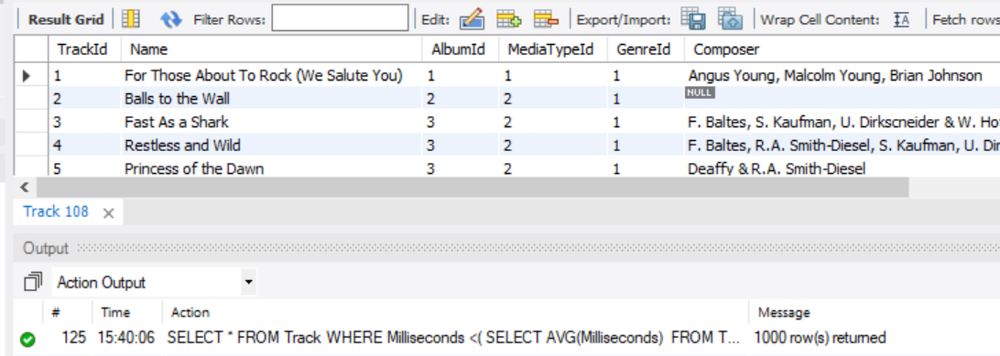 Result Grid Filter Rows: Edit: Export/Import: Wrap Cell Content: Fetch rows
TrackId Name AlbumId MediaTypeId GenreId Composer
1 For Those About To Rock (We Salute You) 1 1 1 Angus Young, Malcolm Young, Brian Johnson
2 Balls to the Wall 2 2 1 NULL
3 Fast As a Shark 3 2 1 F. Baltes, S. Kaufman, U. Dirkscneider & W. Ho
4 Restless and Wild 3 2 1 F. Baltes, R.A. Smith-Diesel, S. Kaufman, U. Dir
5 Princess of the Dawn 3 2 1 Deaffy & R.A. Smith-Diesel
Track 108
Output
Action Output
# Time Action Message
125 15:40:06 SELECT * FROM Track WHERE Milliseconds <( SELECT AVG(Milliseconds) FROM T... 1000 row(s) returned